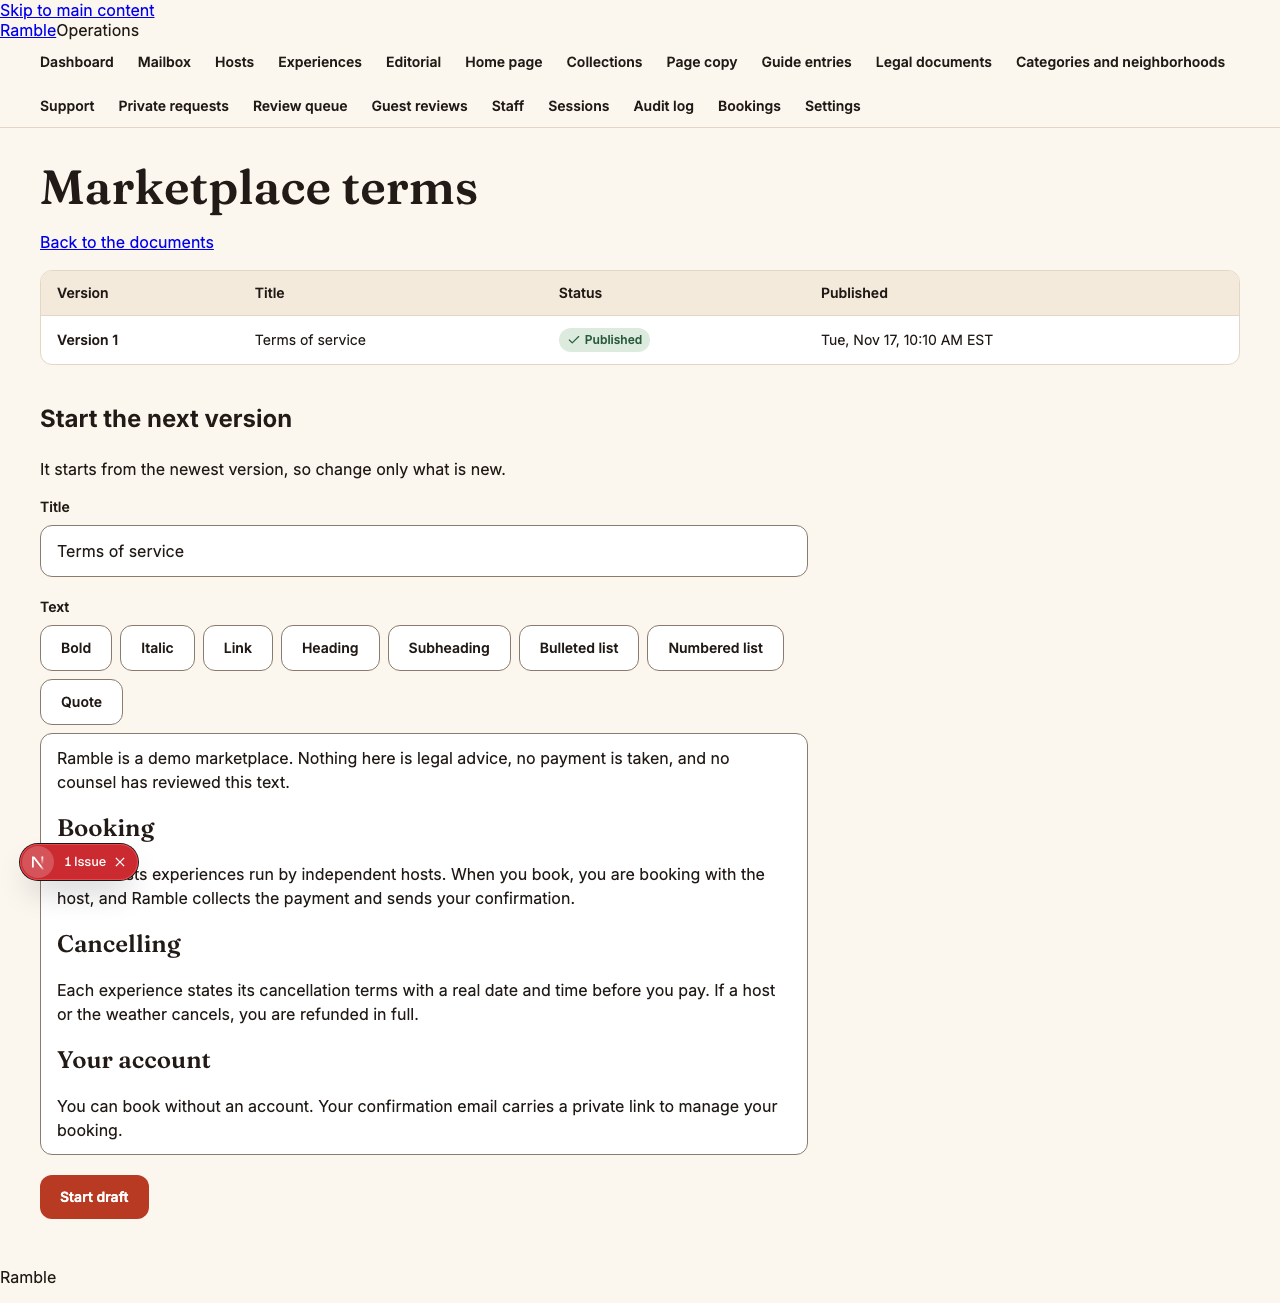 Skip to main content
RambleOperations
Dashboard Mailbox Hosts Experiences Editorial Home page Collections Page copy Guide entries Legal documents Categories and neighborhoods
Support Private requests Review queue Guest reviews Staff Sessions Audit log Bookings Settings
Marketplace terms
Back to the documents
Version Title Status Published
Version 1 Terms of service Published Tue, Nov 17, 10:10 AM EST
Start the next version
It starts from the newest version, so change only what is new.
Title
Terms of service
Text
Bold Italic Link Heading Subheading Bulleted list Numbered list
Quote
Ramble is a demo marketplace. Nothing here is legal advice, no payment is taken, and no
counsel has reviewed this text.
Booking
1 Issue
experiences run by independent hosts. When you book, you are booking with the
host, and Ramble collects the payment and sends your confirmation.
Cancelling
Each experience states its cancellation terms with a real date and time before you pay. If a host
or the weather cancels, you are refunded in full.
Your account
You can book without an account. Your confirmation email carries a private link to manage your
booking.
Start draft
Ramble